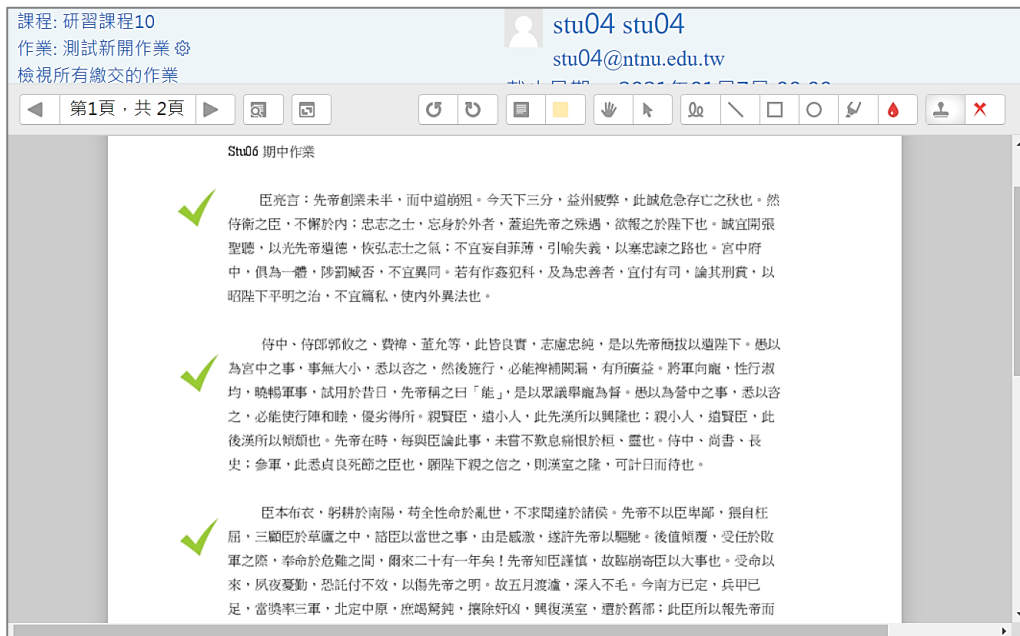 課程: 研習課程10
作業: 測試新開作業
檢視所有繳交的作業
stu04 stu04
stu04@ntnu.edu.tw
第1頁，共 2頁
Stu06 期中作業
臣亮言：先帝創業未半，而中道崩殂。今天下三分，益州疲弊，此誠危急存亡之秋也。然
侍衛之臣，不懈於內；忠志之士，忘身於外者，蓋追先帝之殊遇，欲報之於陛下也。誠宜開張
聖聽，以光先帝遺德，恢弘志士之氣；不宜妄自菲薄，引喻失義，以塞忠諫之路也。宮中府
中，俱為一體，陟罰臧否，不宜異同。若有作姦犯科，及為忠善者，宜付有司，論其刑賞，以
昭陛下平明之治，不宜篇私，使內外異法也。
侍中、侍郎郭攸之、費禕、董允等，此皆良實，志慮忠純，是以先帝簡拔以遺陛下。愚以
為宮中之事，事無大小，悉以咨之，然後施行，必能裨補闕漏，有所廣益。將軍向寵，性行淑
均，曉暢軍事，試用於昔日，先帝稱之曰「能」，是以眾議舉寵為督。愚以為營中之事，悉以咨
之，必能使行陣和睦，優劣得所。親賢臣，遠小人，此先漢所以興隆也；親小人，遠賢臣，此
後漢所以傾頹也。先帝在時，每與臣論此事，未嘗不歎息痛恨於桓、靈也。侍中、尚書、長
史；參軍，此悉貞良死節之臣也，願陛下親之信之，則漢室之隆，可計日而待也。
臣本布衣，躬耕於南陽，苟全性命於亂世，不求聞達於諸侯。先帝不以臣卑鄙，猥自枉
屈，三顧臣於草廬之中，諮臣以當世之事，由是感激，遂許先帝以驅馳。後值傾覆，受任於敗
軍之際，奉命於危難之間，爾來二十有一年矣！先帝知臣謹慎，故臨崩寄臣以大事也。受命以
來，夙夜憂勤，恐託付不效，以傷先帝之明。故五月渡瀘，深入不毛。今南方已定，兵甲已
足，當獎率三軍，北定中原，庶竭駑鈍，攘除奸凶，興復漢室，還於舊都；此臣所以報先帝而